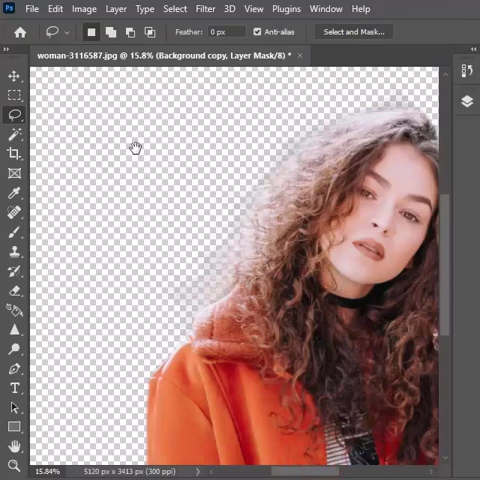 Ps File Edit Image Layer Type Select Filter 3D View Plugins Window Help
Feather: 0 px Anti-alias Select and Mask...
woman-3116587.jpg @ 15.8% (Background copy, Layer Mask/8) * ×
T
15.84% 5120 px x 3413 px (300 ppi)